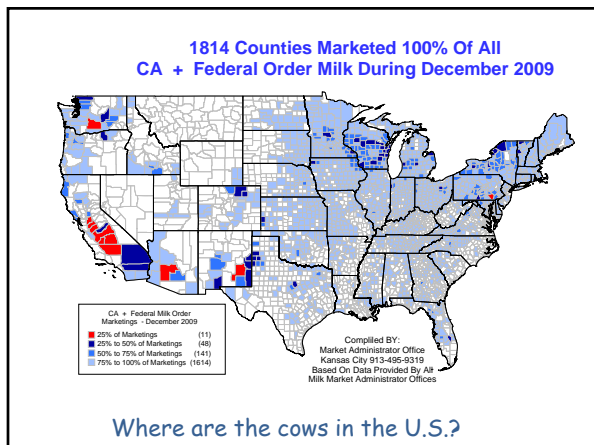 1814 Counties Marketed 100% Of All
CA + Federal Order Milk During December 2009
CA + Federal Milk Order
Marketings - December 2009
25% of Marketings (11)
25% to 50% of Marketings (48)
50% to 75% of Marketings (141)
75% to 100% of Marketings (1614)
Complied BY:
Market Administrator Office
Kansas City 913-495-9319
Based On Data Provided By All
Milk Market Administrator Offices
Where are the cows in the U.S.?